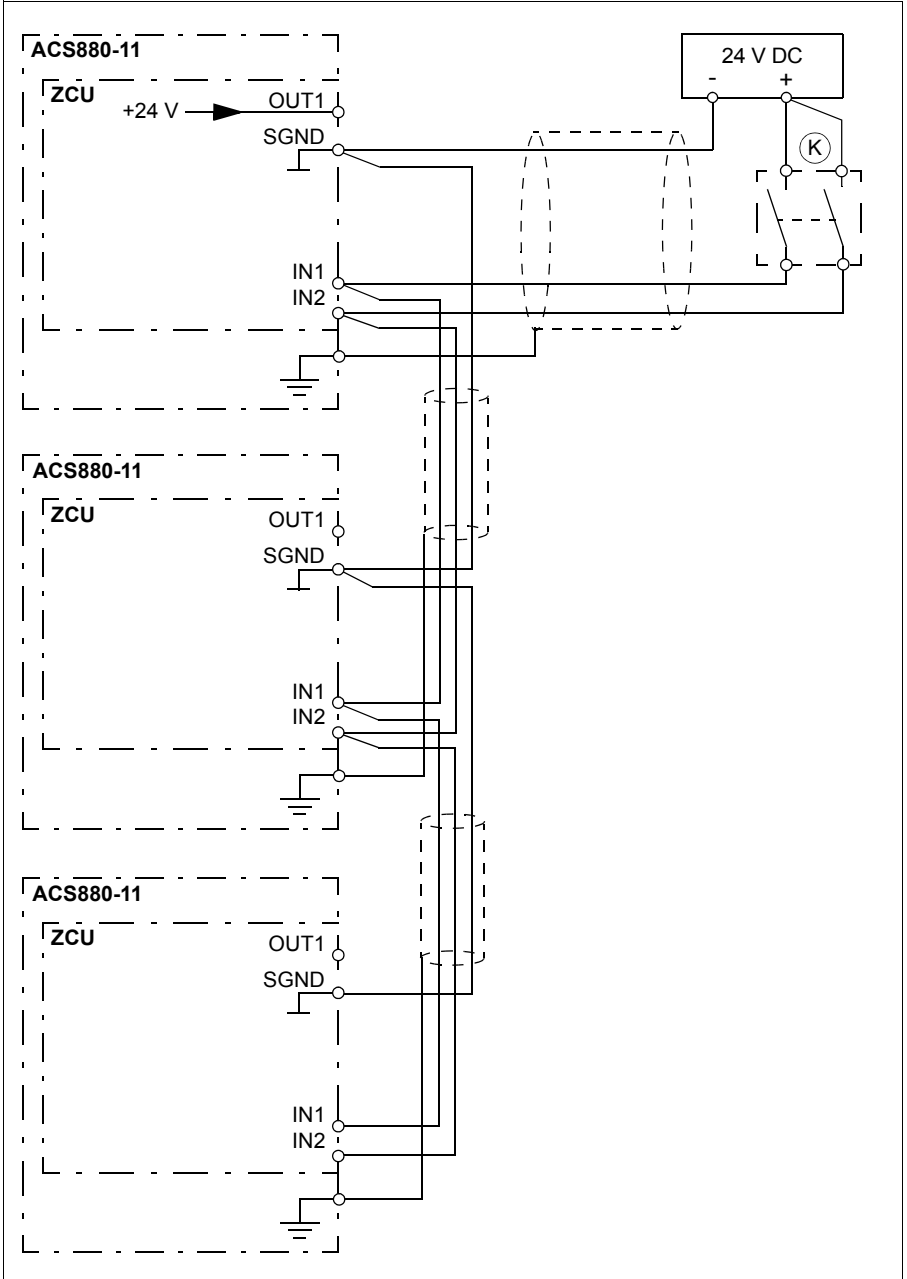 ACS880-11
ZCU
+24 V
OUT1
SGND
IN1
IN2
24 V DC
- +
K
ACS880-11
ZCU
OUT1
SGND
IN1
IN2
ACS880-11
ZCU
OUT1
SGND
IN1
IN2